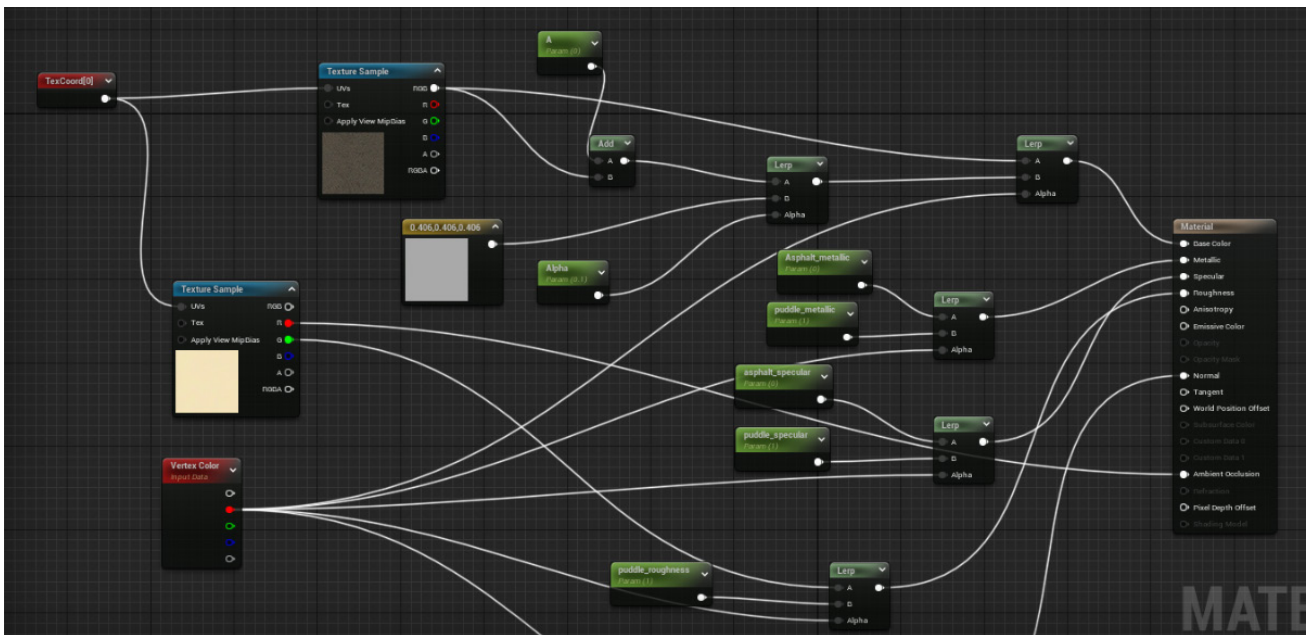 A
Param (0)
TexCoord[0]
Texture Sample
UVs RGB
Tex R
Apply View MipBias G
B
A
RGBA
Add
A
B
Lerp
A
B
Alpha
Lerp
A
B
Alpha
0.406,0.406,0.406
Alpha
Param (0.1)
Asphalt_metallic
Param (0)
puddle_metallic
Param (1)
Lerp
A
B
Alpha
Texture Sample
UVs RGB
Tex R
Apply View MipBias G
B
A
RGBA
asphalt_specular
Param (0)
puddle_specular
Param (1)
Lerp
A
B
Alpha
Vertex Color
Input Data
puddle_roughness
Param (1)
Lerp
A
B
Alpha
Material
Base Color
Metallic
Specular
Roughness
Anisotropy
Emissive Color
Opacity
Opacity Mask
Normal
Tangent
World Position Offset
Subsurface Color
Custom Data 0
Custom Data 1
Ambient Occlusion
Refraction
Pixel Depth Offset
Shading Model
MATE